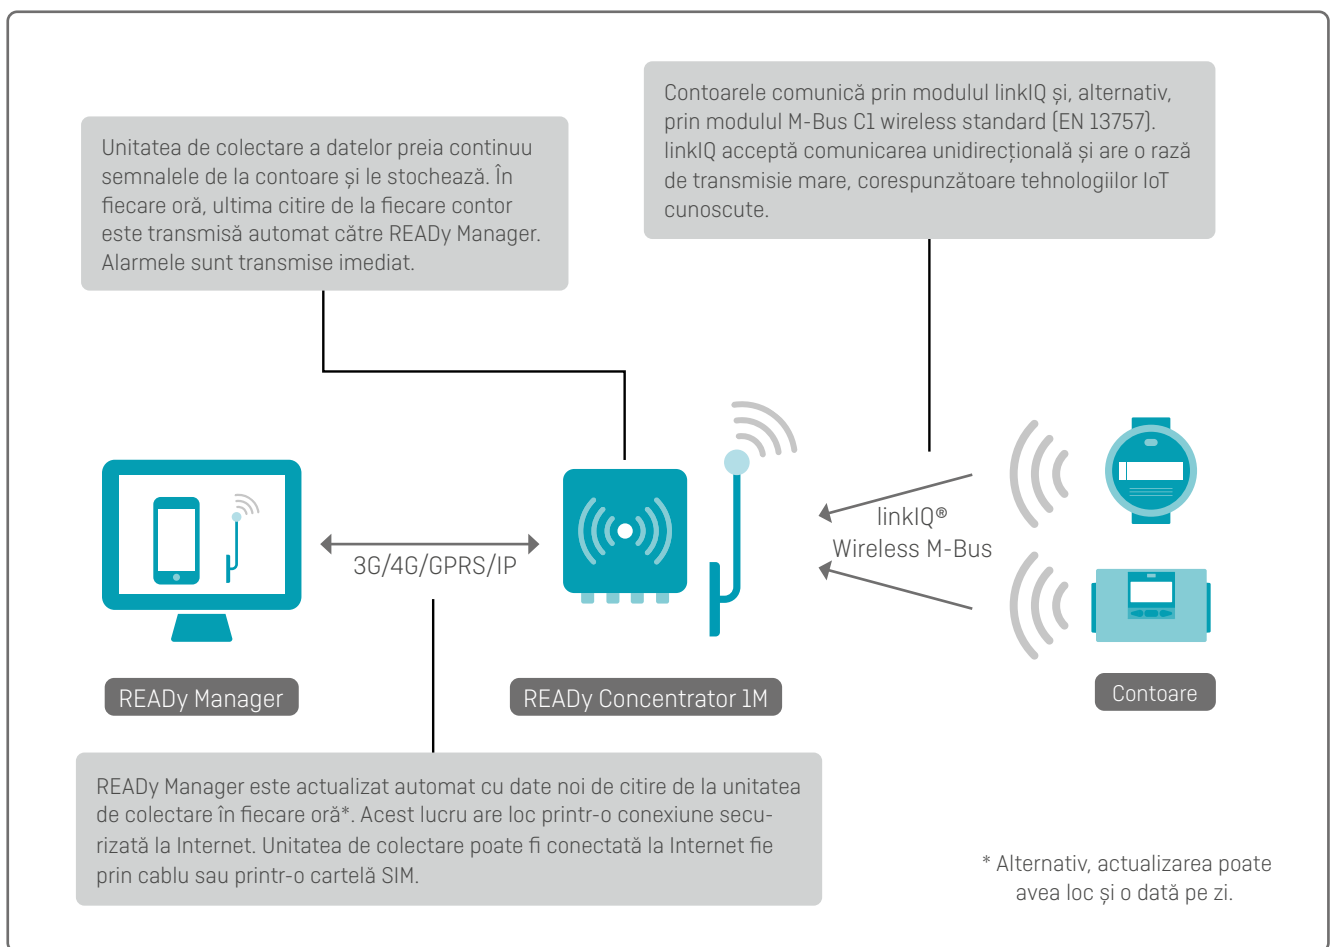 Unitatea de colectare a datelor preia continuu
semnalele de la contoare și le stochează. În
fiecare oră, ultima citire de la fiecare contor
este transmisă automat către READy Manager.
Alarmele sunt transmise imediat.
Contoarele comunică prin modulul linkIQ și, alternativ,
prin modulul M-Bus C1 wireless standard (EN 13757).
linkIQ acceptă comunicarea unidirecțională și are o rază
de transmisie mare, corespunzătoare tehnologiilor IoT
cunoscute.
3G/4G/GPRS/IP
linkIQ®
Wireless M-Bus
READy Manager
READy Concentrator 1M
Contoare
READy Manager este actualizat automat cu date noi de citire de la unitatea
de colectare în fiecare oră*. Acest lucru are loc printr-o conexiune secu-
rizată la Internet. Unitatea de colectare poate fi conectată la Internet fie
prin cablu sau printr-o cartelă SIM.
* Alternativ, actualizarea poate
avea loc și o dată pe zi.